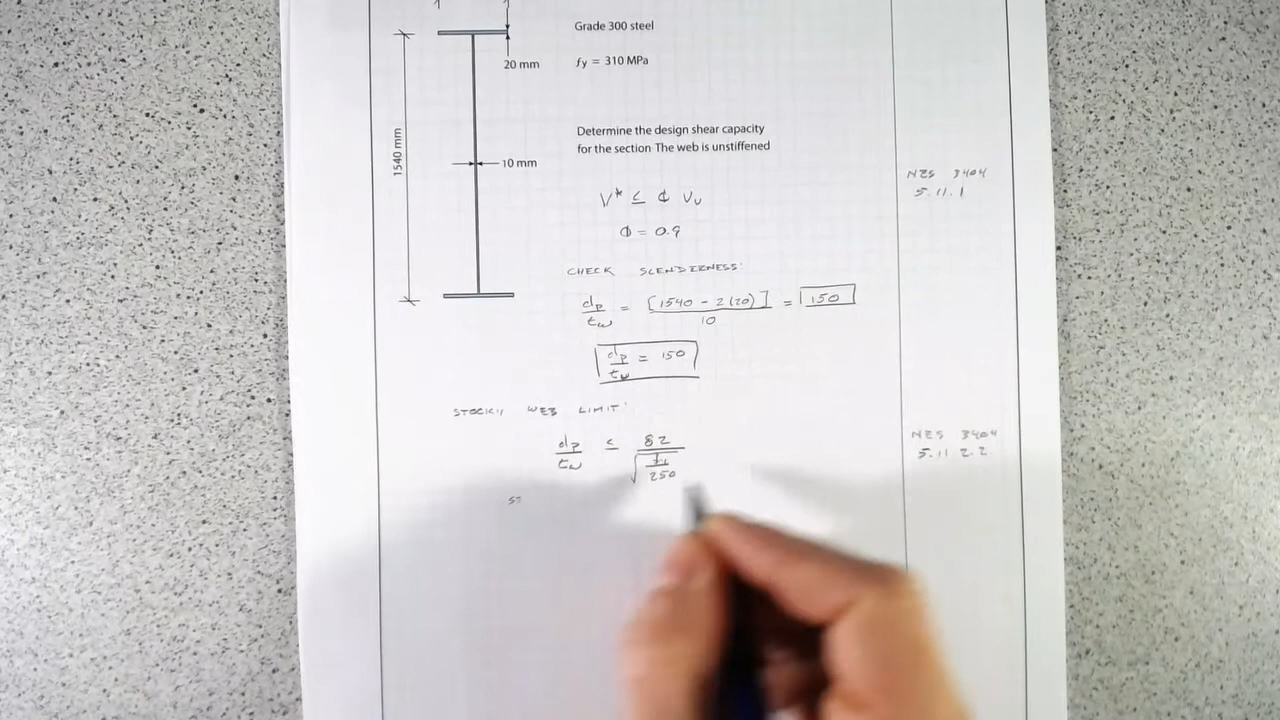 Grade 300 steel
20 mm
fy = 310 MPa
1540 mm
Determine the design shear capacity
for the section The web is unstiffened
10 mm
NZS 3404
5.11.1
V* ≤ Φ Vu
Φ = 0.9
CHECK SLENDERNESS:
dp/tw = [1540 - 2(20)]/10 = 150
dp/tw = 150
STOCKY WEB LIMIT:
dp/tw ≤ 82/√(fy/250)
NZS 3404
5.11 2.2